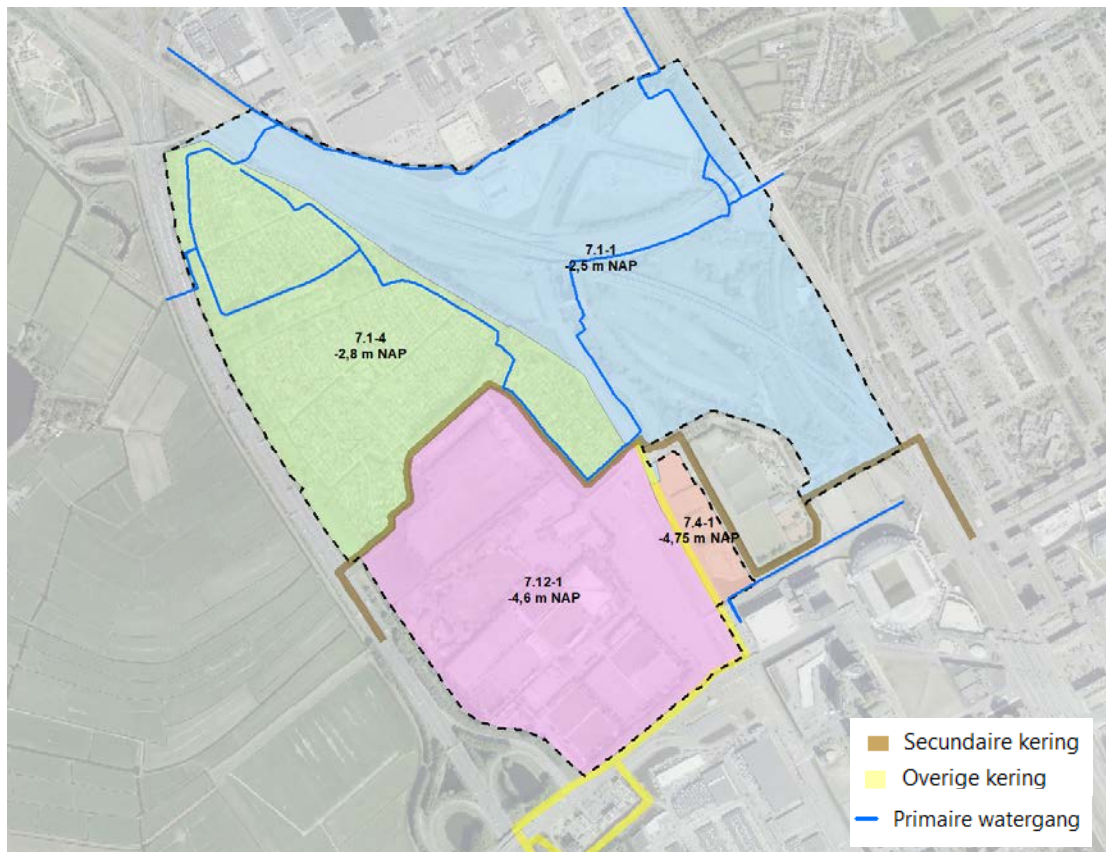 7.1-1
-2,5 m NAP
7.1-4
-2,8 m NAP
7.4-1
-4,75 m NAP
7.12-1
-4,6 m NAP
Secundaire kering
Overige kering
Primaire watergang